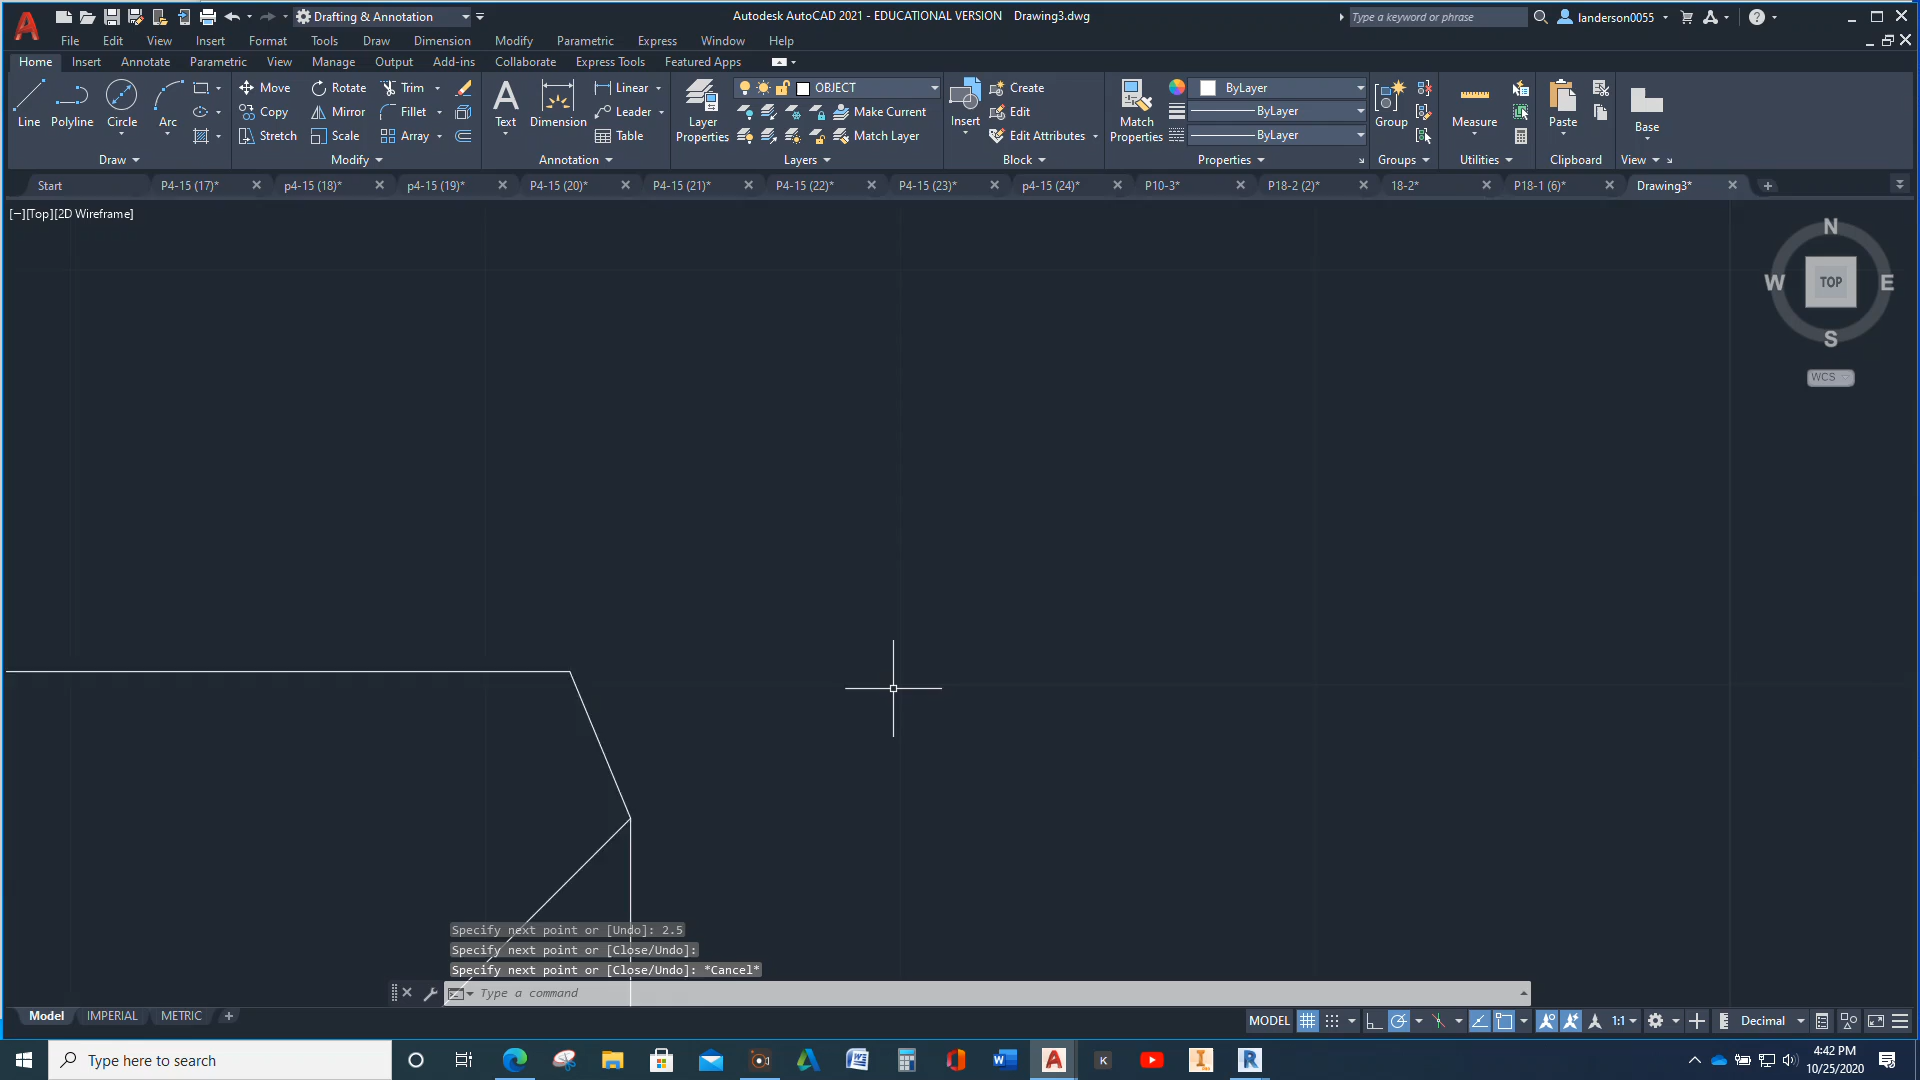 Drafting & Annotation
Autodesk AutoCAD 2021 - EDUCATIONAL VERSION Drawing3.dwg
Type a keyword or phrase
landerson0055
File Edit View Insert Format Tools Draw Dimension Modify Parametric Express Window Help
Home Insert Annotate Parametric View Manage Output Add-ins Collaborate Express Tools Featured Apps
Move Rotate Trim Linear OBJECT Create ByLayer
Line Polyline Circle Arc Copy Mirror Fillet Text Dimension Leader Layer Properties Make Current Insert Edit Match Properties ByLayer Group Measure Paste Base
Stretch Scale Array Table Match Layer Edit Attributes ByLayer
Draw Modify Annotation Layers Block Properties Groups Utilities Clipboard View
Start P4-15 (17)* p4-15 (18)* p4-15 (19)* P4-15 (20)* P4-15 (21)* P4-15 (22)* P4-15 (23)* p4-15 (24)* P10-3* P18-2 (2)* 18-2* P18-1 (6)* Drawing3*
[−][Top][2D Wireframe]
N
W TOP E
S
WCS
Specify next point or [Undo]: 2.5
Specify next point or [Close/Undo]:
Specify next point or [Close/Undo]: *Cancel*
Type a command
Model IMPERIAL METRIC
MODEL 1:1 Decimal
Type here to search
4:42 PM
10/25/2020